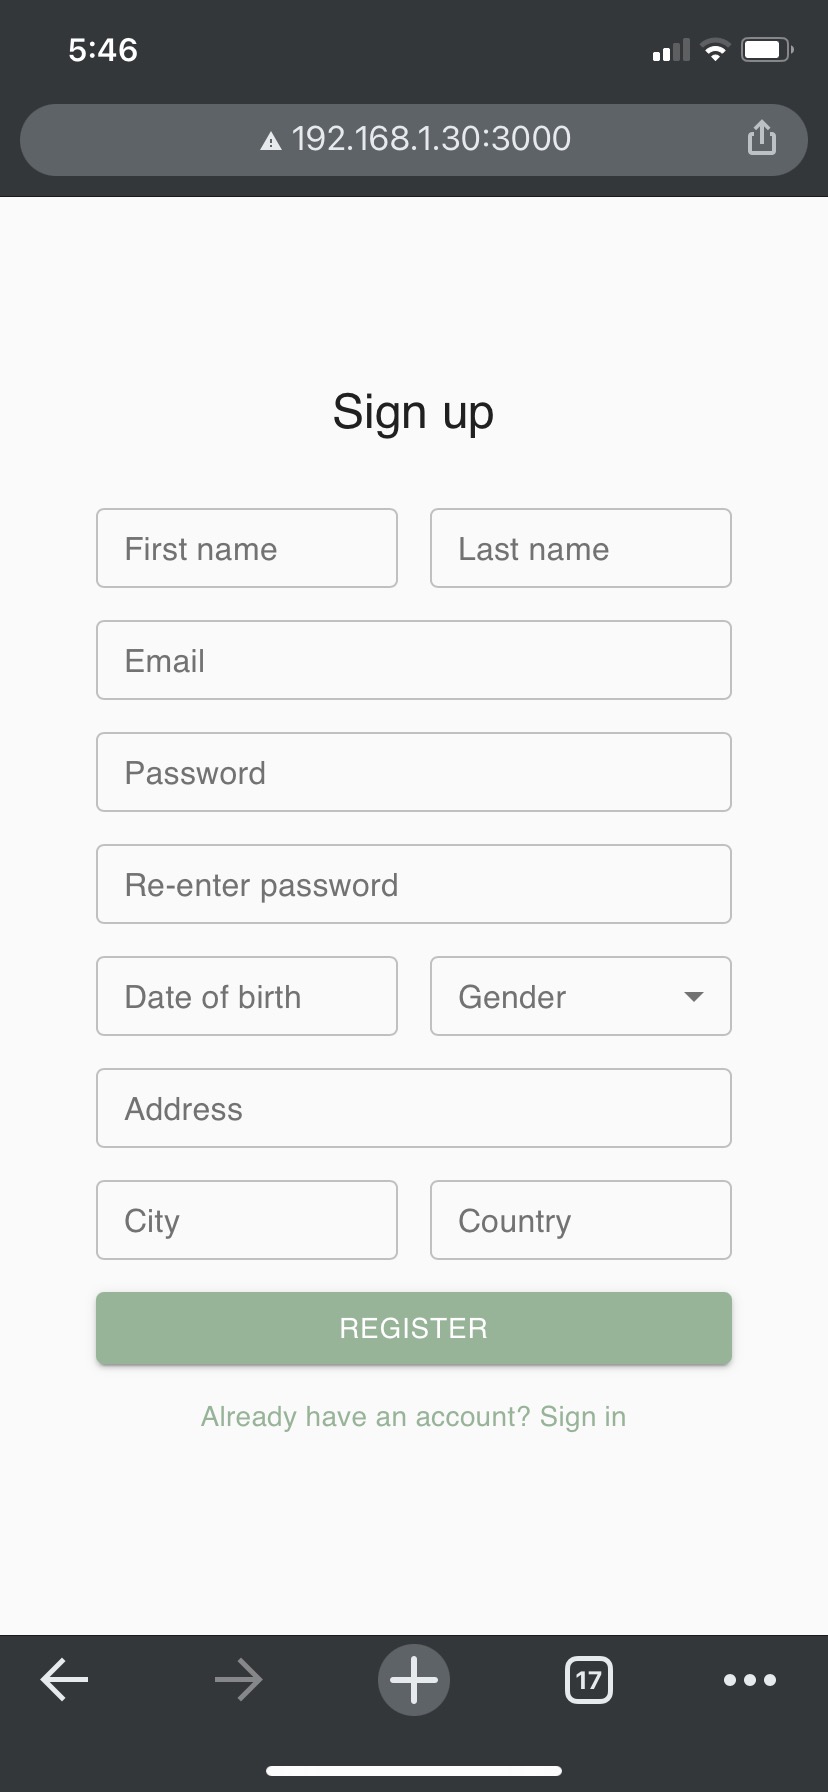 5:46
192.168.1.30:3000
Sign up
First name Last name
Email
Password
Re-enter password
Date of birth Gender
Address
City Country
REGISTER
Already have an account? Sign in
17